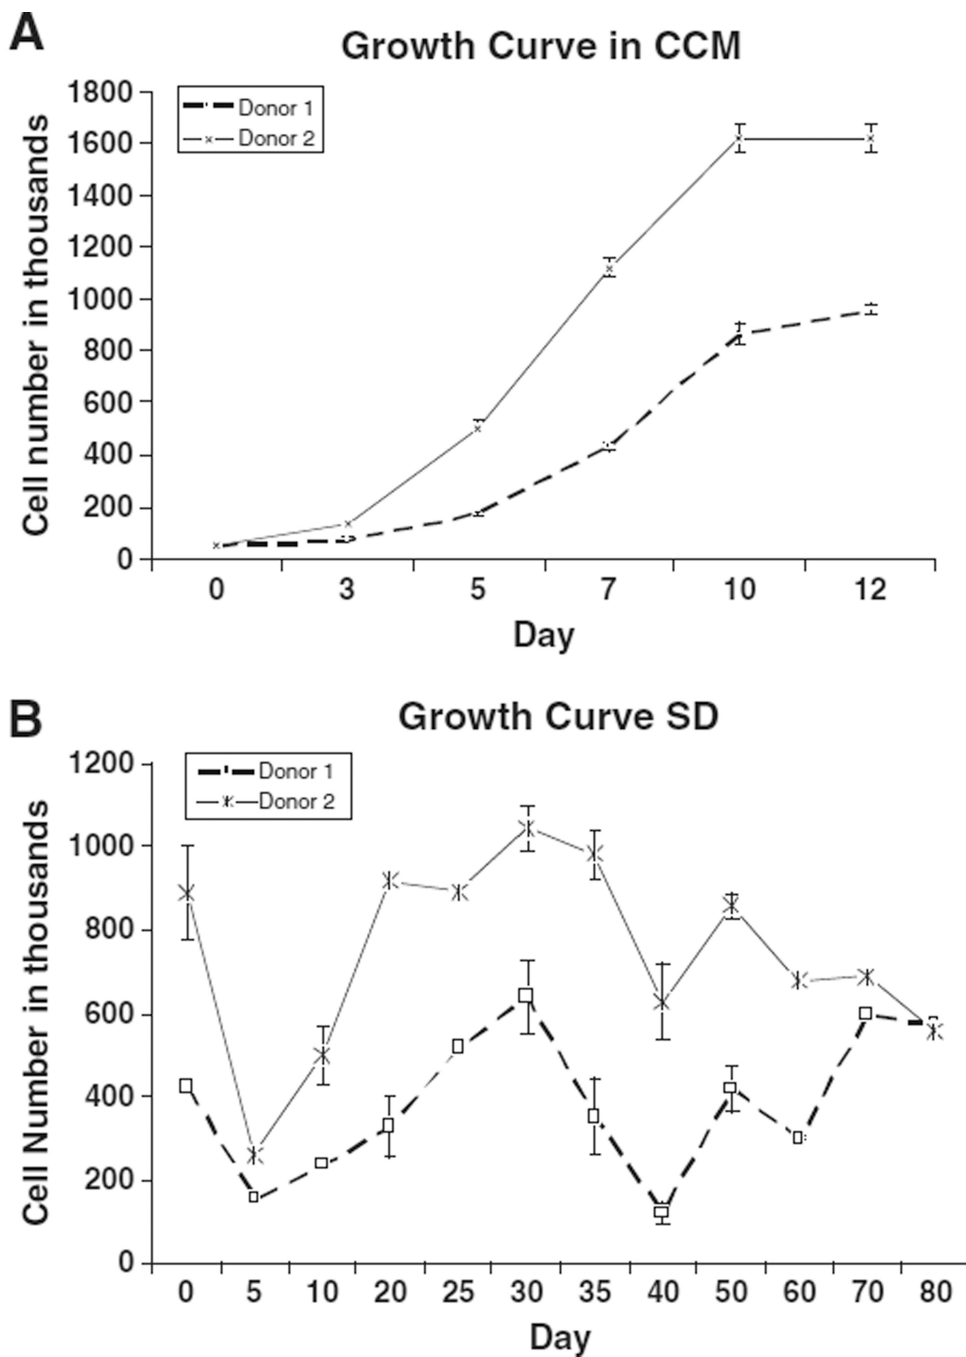 A
Growth Curve in CCM
Donor 1
Donor 2
Cell number in thousands
1800
1600
1400
1200
1000
800
600
400
200
0
0 3 5 7 10 12
Day
B
Growth Curve SD
Donor 1
Donor 2
Cell Number in thousands
1200
1000
800
600
400
200
0
0 5 10 20 25 30 35 40 50 60 70 80
Day